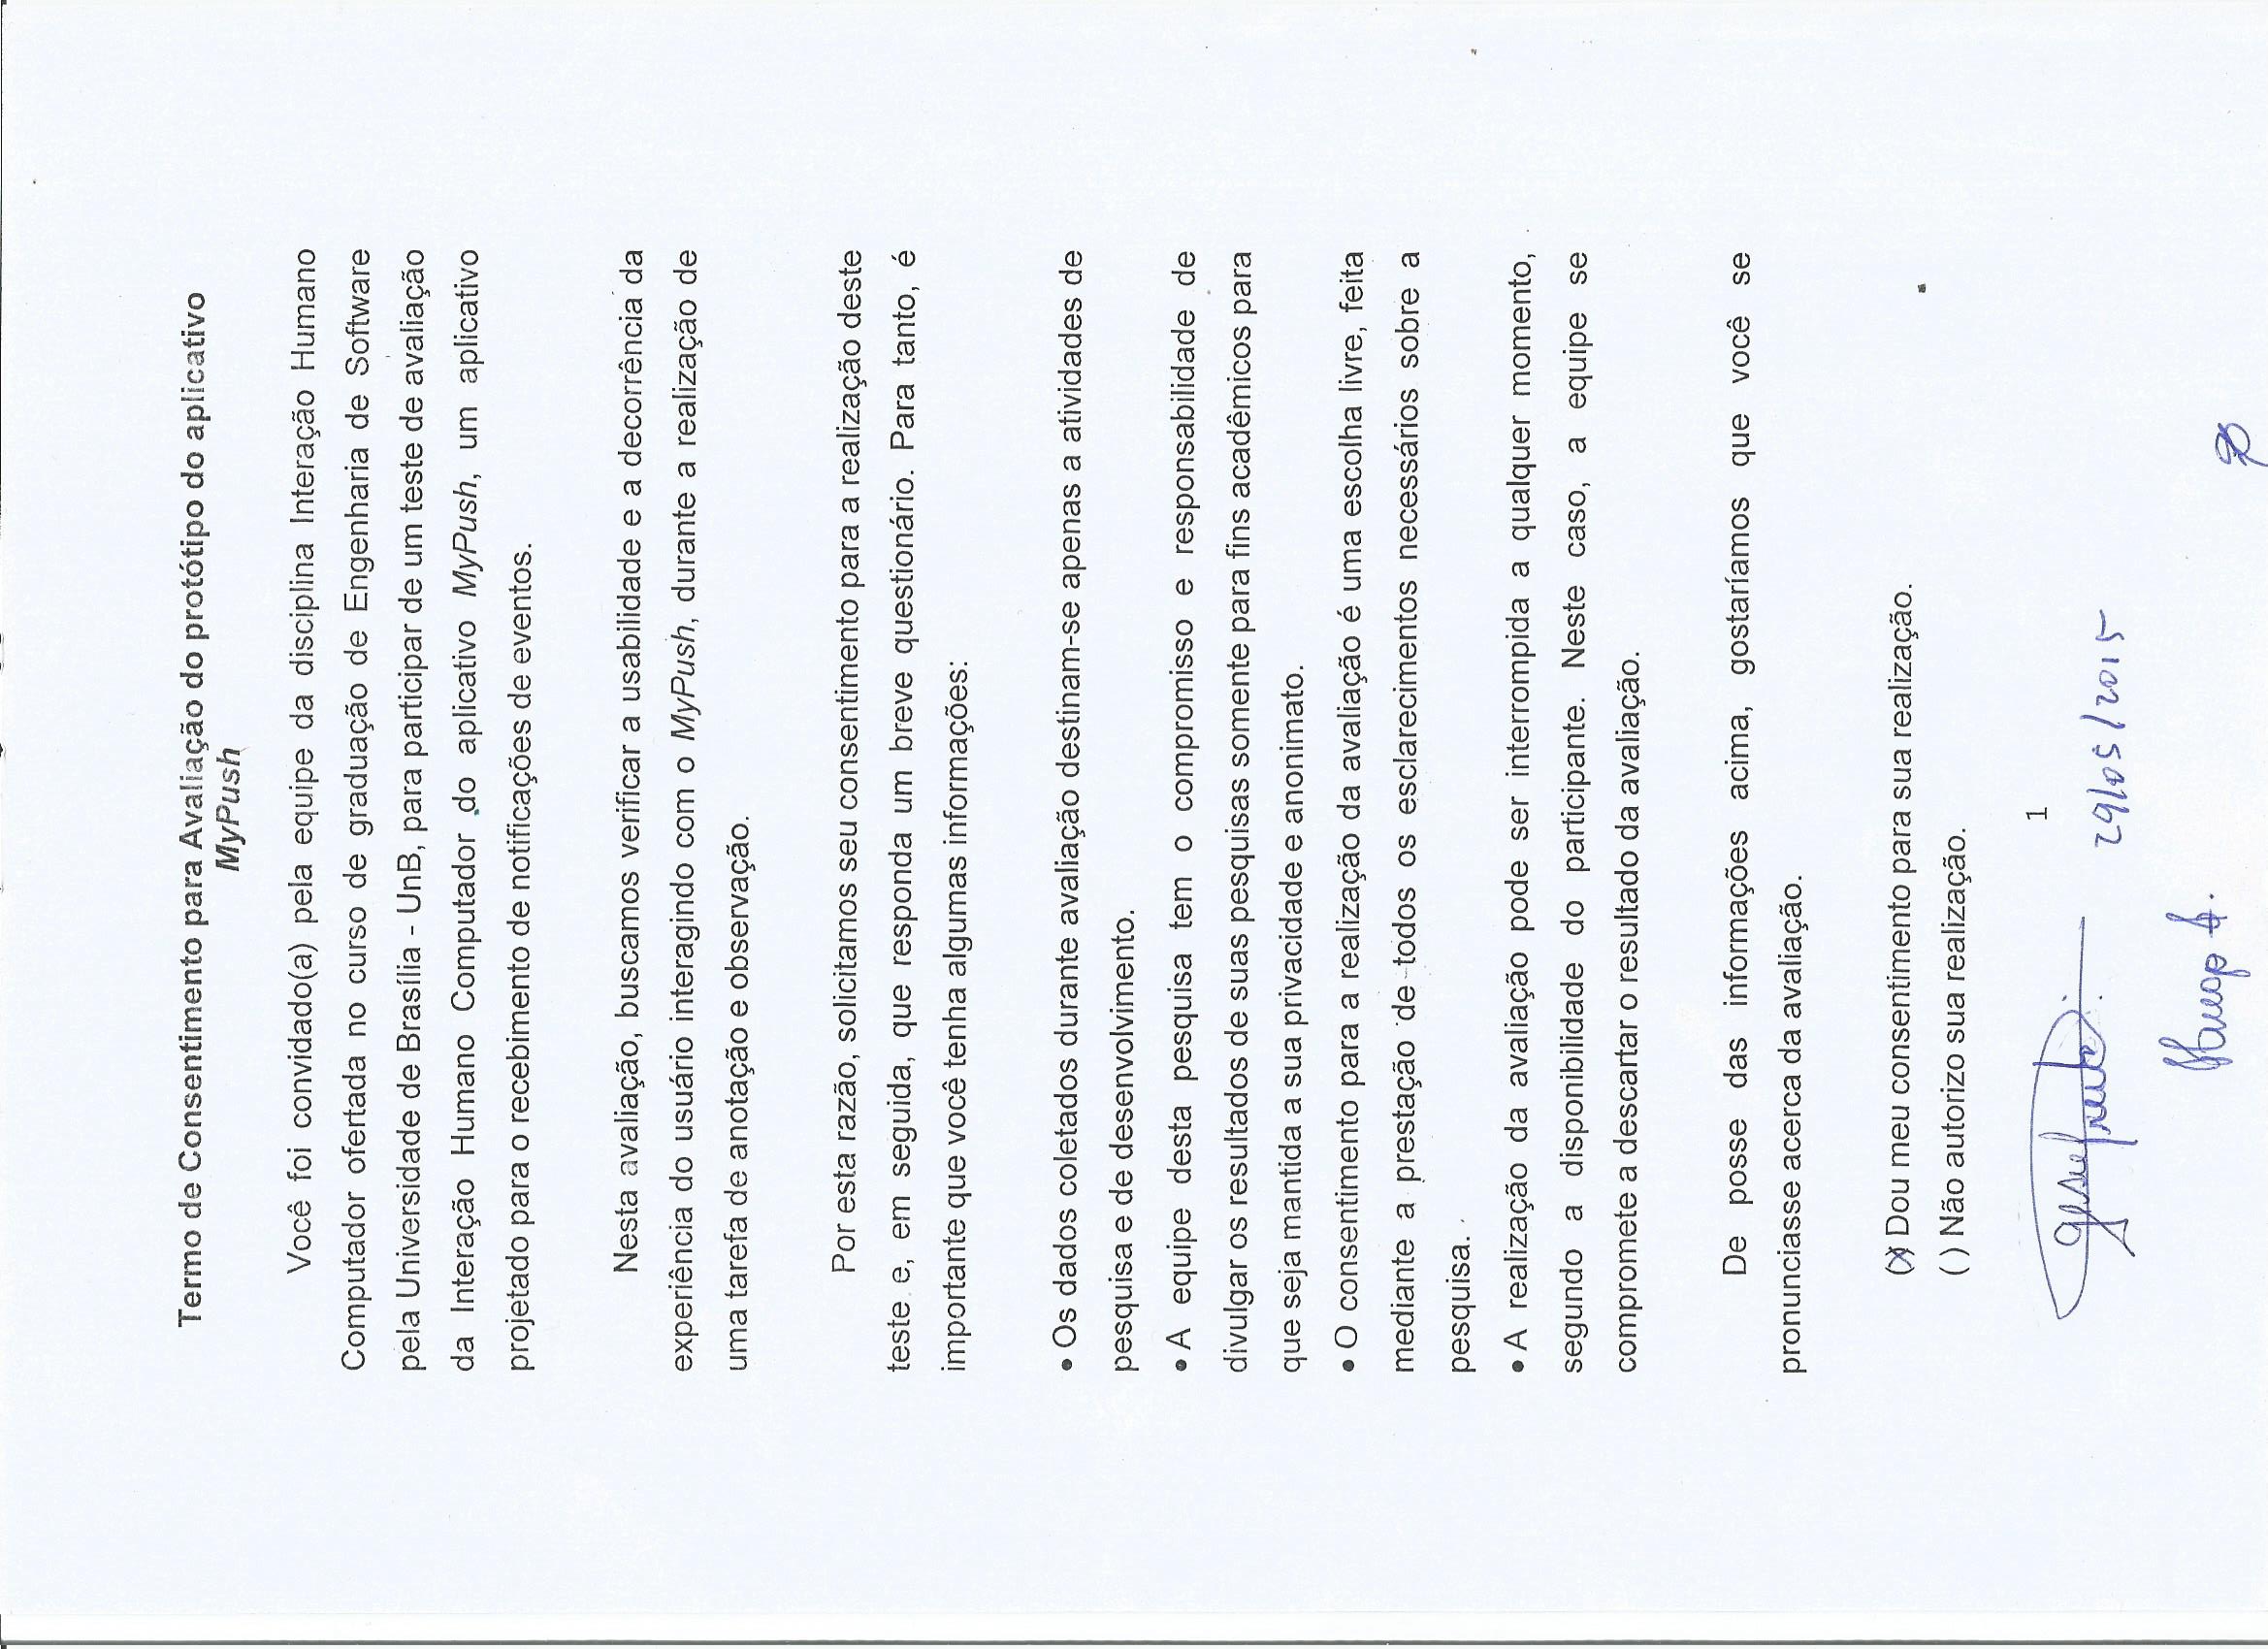 Termo de Consentimento para Avaliação do protótipo do aplicativo
MyPush
Você foi convidado(a) pela equipe da disciplina Interação Humano
Computador ofertada no curso de graduação de Engenharia de Software
pela Universidade de Brasília - UnB, para participar de um teste de avaliação
da Interação Humano Computador do aplicativo MyPush, um aplicativo
projetado para o recebimento de notificações de eventos.
Nesta avaliação, buscamos verificar a usabilidade e a decorrência da
experiência do usuário interagindo com o MyPush, durante a realização de
uma tarefa de anotação e observação.
Por esta razão, solicitamos seu consentimento para a realização deste
teste e, em seguida, que responda um breve questionário. Para tanto, é
importante que você tenha algumas informações:
• Os dados coletados durante avaliação destinam-se apenas a atividades de
pesquisa e de desenvolvimento.
• A equipe desta pesquisa tem o compromisso e responsabilidade de
divulgar os resultados de suas pesquisas somente para fins acadêmicos para
que seja mantida a sua privacidade e anonimato.
• O consentimento para a realização da avaliação é uma escolha livre, feita
mediante a prestação de todos os esclarecimentos necessários sobre a
pesquisa.
• A realização da avaliação pode ser interrompida a qualquer momento,
segundo a disponibilidade do participante. Neste caso, a equipe se
compromete a descartar o resultado da avaliação.
De posse das informações acima, gostaríamos que você se
pronunciasse acerca da avaliação.
(x) Dou meu consentimento para sua realização.
( ) Não autorizo sua realização.
1
29/05/2015